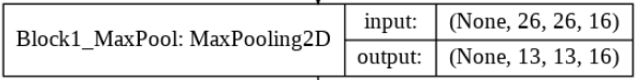 Block1_MaxPool: MaxPooling2D
input: (None, 26, 26, 16)
output: (None, 13, 13, 16)